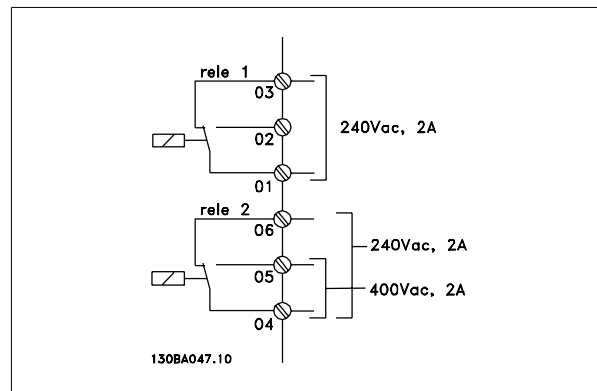 rele 1
03
02
240Vac, 2A
01
rele 2
06
240Vac, 2A
05
400Vac, 2A
04
130BA047.10